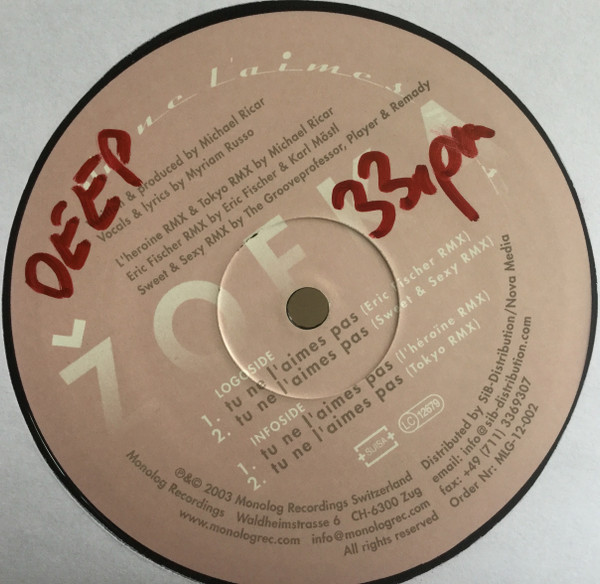 ne l'aimes
DEEP
33rpm
& produced by Michael Ricar
Vocals & lyrics by Myriam Russo
L'heroine RMX & Tokyo RMX by Michael Ricar
Eric Fischer RMX by Eric Fischer & Karl Möstl
Sweet & Sexy RMX by The Grooveprofessor, Player & Remady
ŽOE
LOGOSIDE
1. tu ne l'aimes pas (Eric Fischer RMX)
2. tu ne l'aimes pas (Sweet & Sexy RMX)
INFOSIDE
1. tu ne l'aimes pas (l'héroïne RMX)
2. tu ne l'aimes pas (Tokyo RMX)
SUISA
LC 12679
℗&© 2003 Monolog Recordings Switzerland
Monolog Recordings Waldheimstrasse 6 CH-6300 Zug
www.monologrec.com info@monologrec.com
All rights reserved
Distributed by SiB-Distribution/Nova Media
email: info@sib-distribution.com
fax: +49 (711) 3369307
Order Nr: MLG-12-002